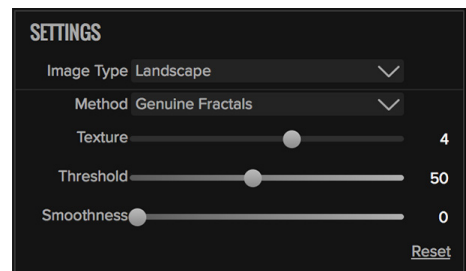 SETTINGS
Image Type Landscape
Method Genuine Fractals
Texture 4
Threshold 50
Smoothness 0
Reset